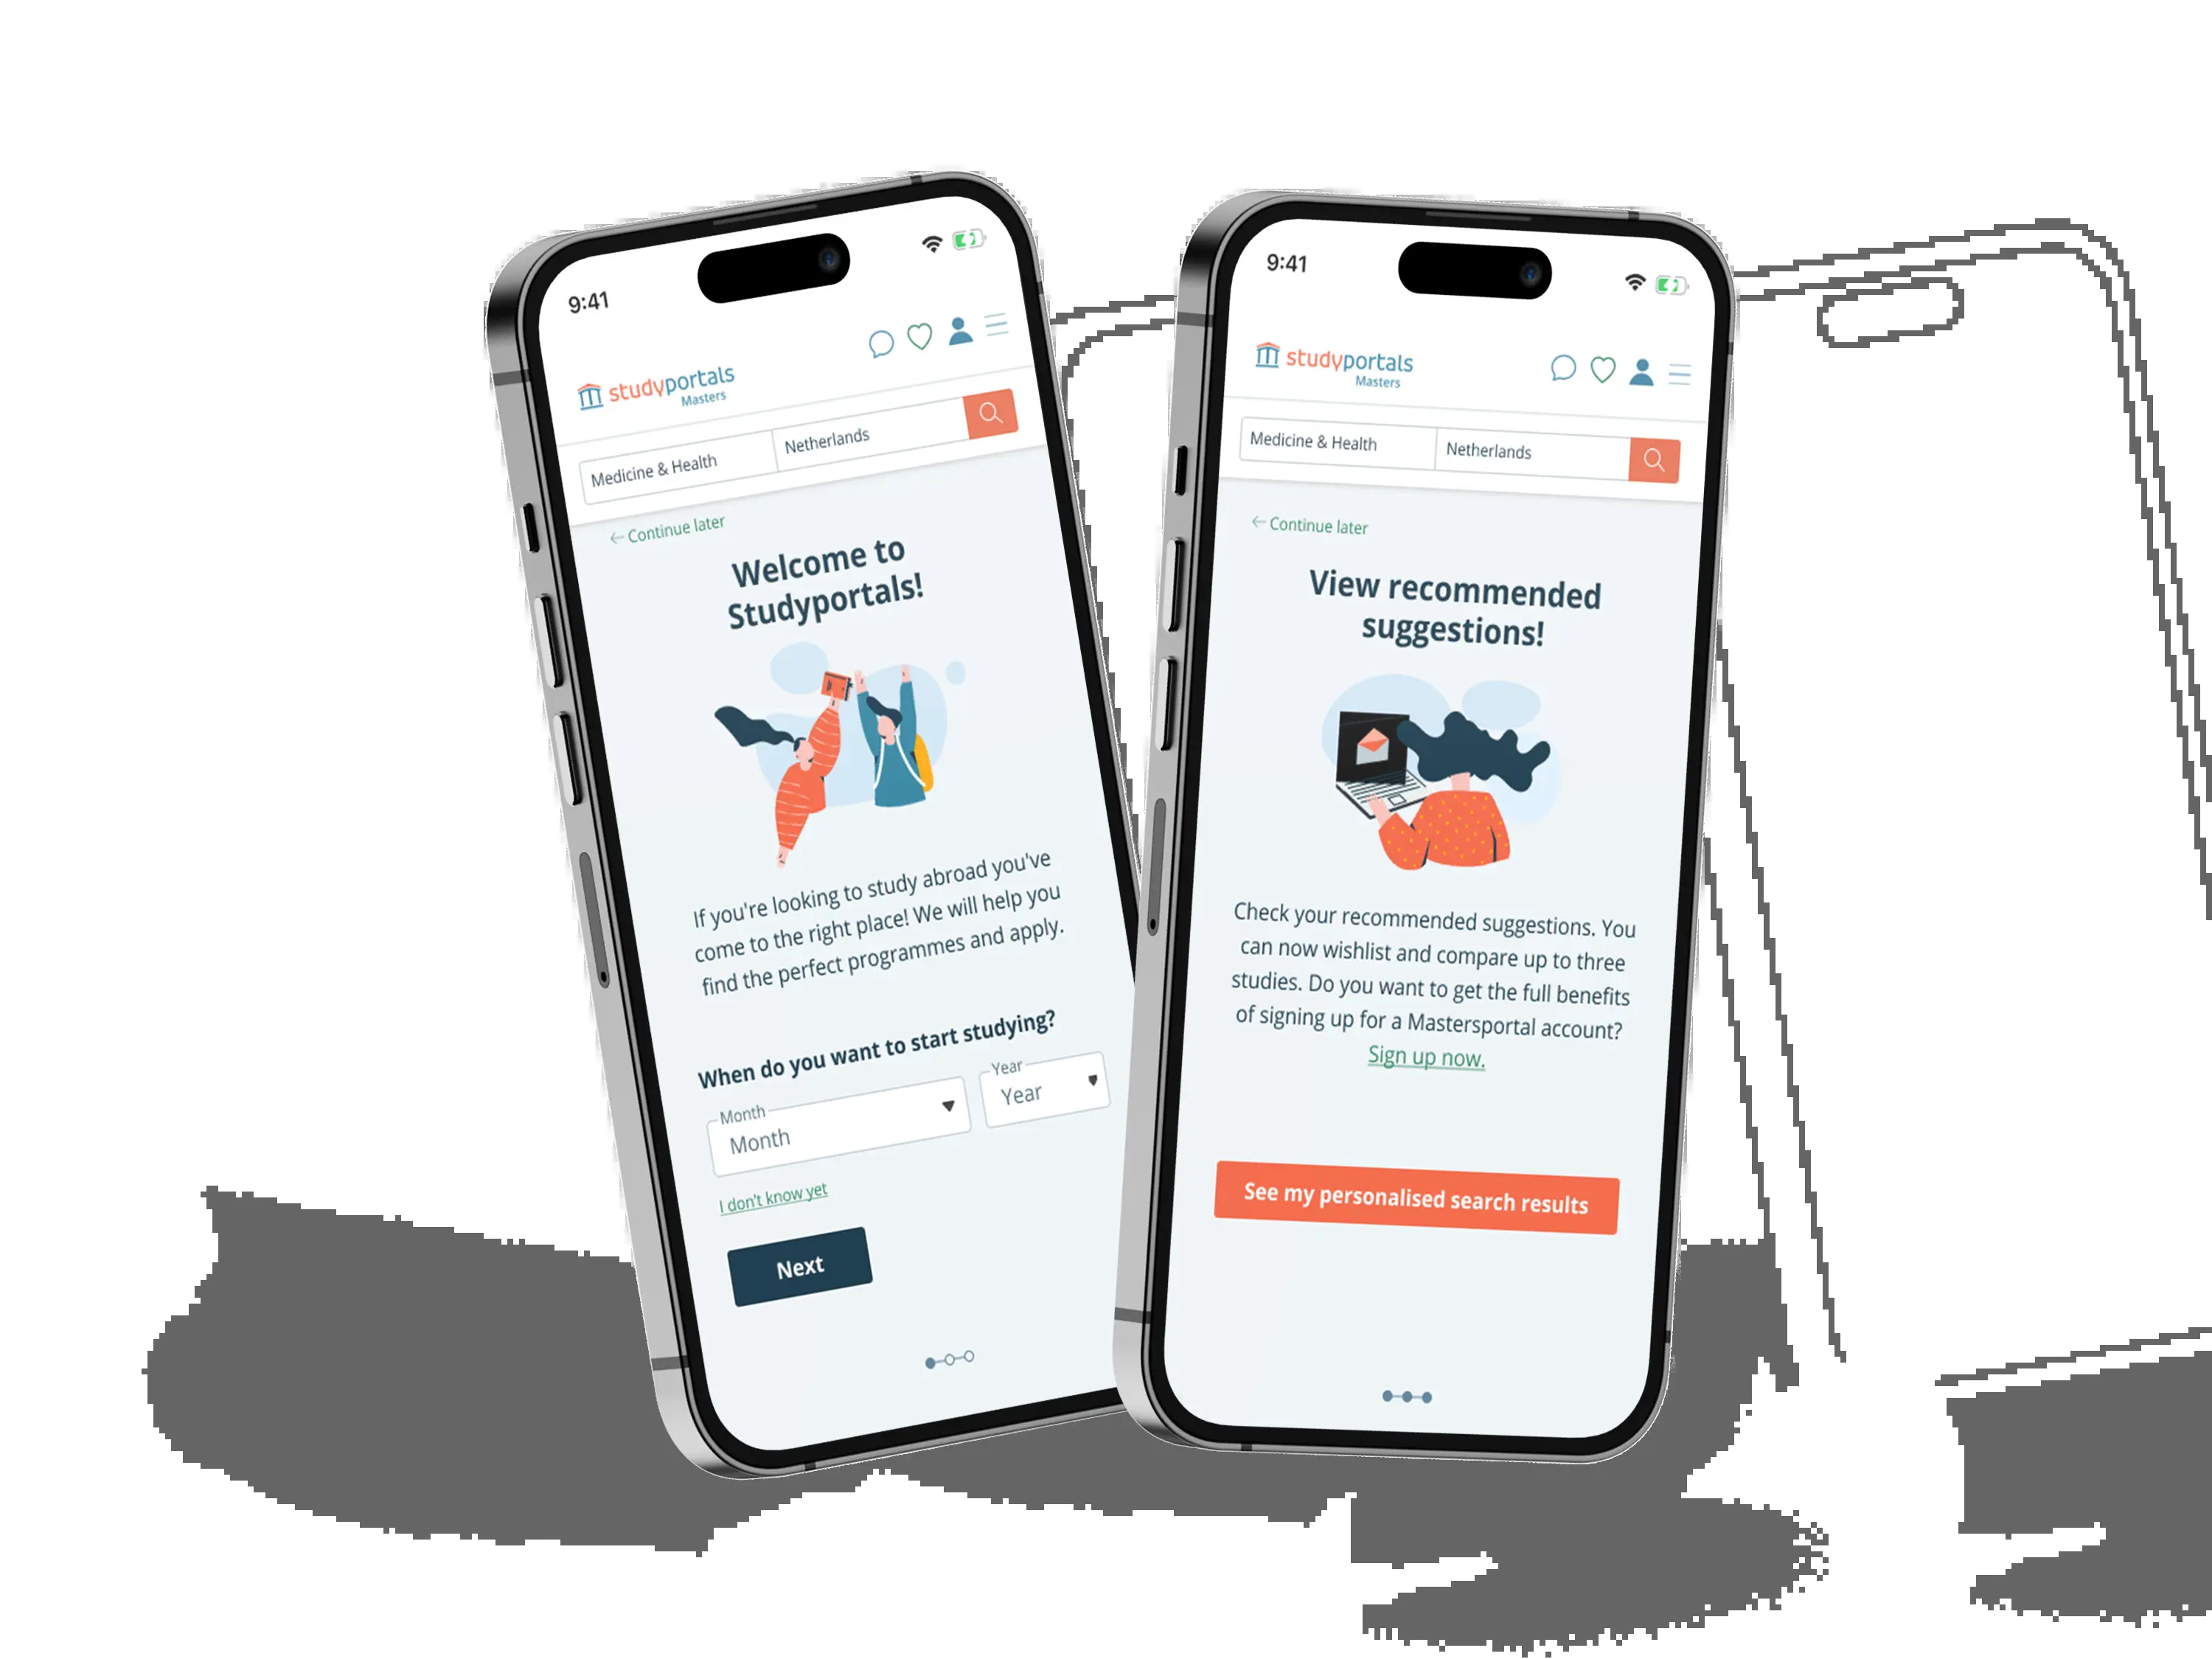 9:41
studyportals
Masters
Medicine & Health
Netherlands
← Continue later
Welcome to
Studyportals!
If you're looking to study abroad you've
come to the right place! We will help you
find the perfect programmes and apply.
When do you want to start studying?
Month
Month
Year
Year
I don't know yet
Next
9:41
studyportals
Masters
Medicine & Health
Netherlands
← Continue later
View recommended
suggestions!
Check your recommended suggestions. You
can now wishlist and compare up to three
studies. Do you want to get the full benefits
of signing up for a Mastersportal account?
Sign up now.
See my personalised search results